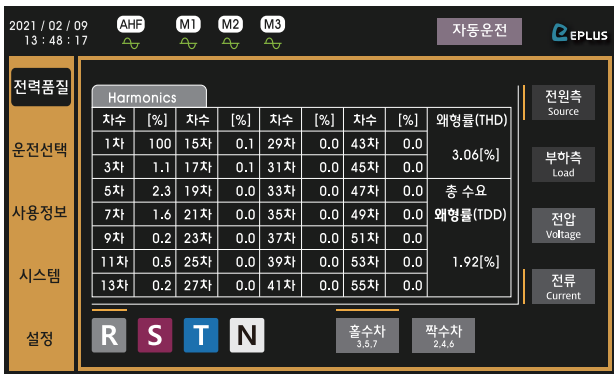 2021 / 02 / 09 AHF M1 M2 M3 자동운전 EPLUS
13 : 48 : 17
전력품질
운전선택
사용정보
시스템
설정
Harmonics
차수 [%] 차수 [%] 차수 [%] 차수 [%] 왜형률(THD)
1차 100 15차 0.1 29차 0.0 43차 0.0
3.06[%]
3차 1.1 17차 0.1 31차 0.0 45차 0.0
5차 2.3 19차 0.0 33차 0.0 47차 0.0 총 수요
7차 1.6 21차 0.0 35차 0.0 49차 0.0 왜형률(TDD)
9차 0.2 23차 0.0 37차 0.0 51차 0.0
11차 0.5 25차 0.0 39차 0.0 53차 0.0 1.92[%]
13차 0.2 27차 0.0 41차 0.0 55차 0.0
전원측
Source
부하측
Load
전압
Voltage
전류
Current
R S T N
홀수차
3,5,7
짝수차
2,4,6